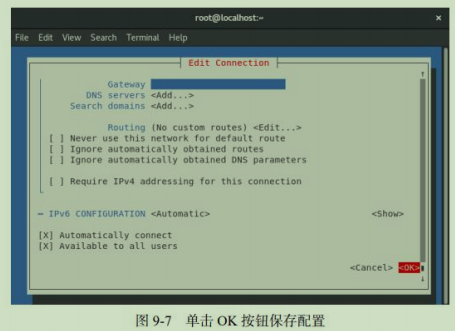 root@localhost:~ ×
File Edit View Search Terminal Help
Edit Connection
Gateway
DNS servers <Add...>
Search domains <Add...>
Routing (No custom routes) <Edit...>
[ ] Never use this network for default route
[ ] Ignore automatically obtained routes
[ ] Ignore automatically obtained DNS parameters
[ ] Require IPv4 addressing for this connection
IPv6 CONFIGURATION <Automatic> <Show>
[X] Automatically connect
[X] Available to all users
<Cancel> <OK>
图 9-7 单击 OK 按钮保存配置